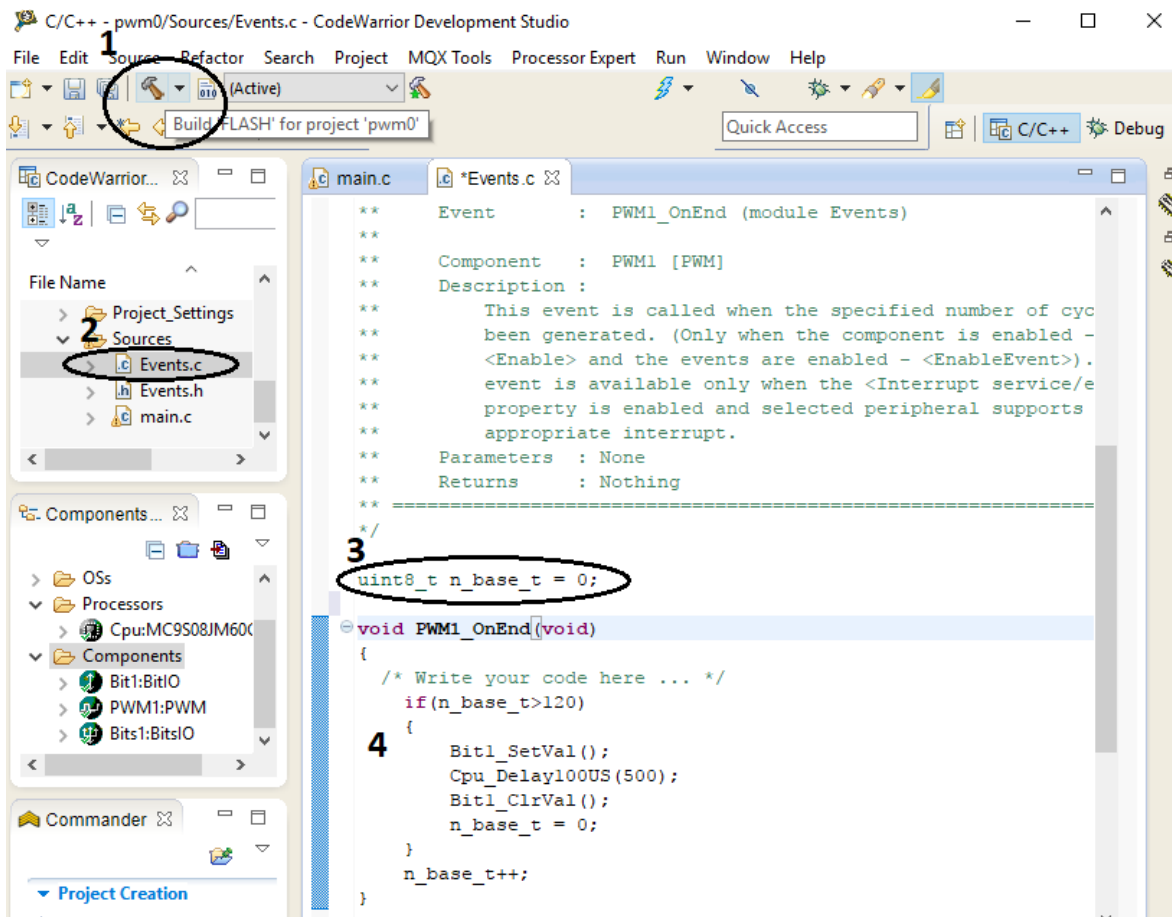 C/C++ - pwm0/Sources/Events.c - CodeWarrior Development Studio
1
File Edit Source Refactor Search Project MQX Tools Processor Expert Run Window Help
010 (Active)
Build 'FLASH' for project 'pwm0'
Quick Access
C/C++
Debug
CodeWarrior...
File Name
Project_Settings
2
Sources
Events.c
Events.h
main.c
Components...
OSs
Processors
Cpu:MC9S08JM60(
Components
Bit1:BitIO
PWM1:PWM
Bits1:BitsIO
Commander
Project Creation
main.c
*Events.c
** Event : PWM1_OnEnd (module Events)
**
** Component : PWM1 [PWM]
** Description :
** This event is called when the specified number of cyc
** been generated. (Only when the component is enabled -
** <Enable> and the events are enabled - <EnableEvent>).
** event is available only when the <Interrupt service/e
** property is enabled and selected peripheral supports
** appropriate interrupt.
** Parameters : None
** Returns : Nothing
** =============================================================
*/
3
uint8_t n_base_t = 0;
void PWM1_OnEnd(void)
{
/* Write your code here ... */
if(n_base_t>120)
{
4
Bit1_SetVal();
Cpu_Delay100US(500);
Bit1_ClrVal();
n_base_t = 0;
}
n_base_t++;
}